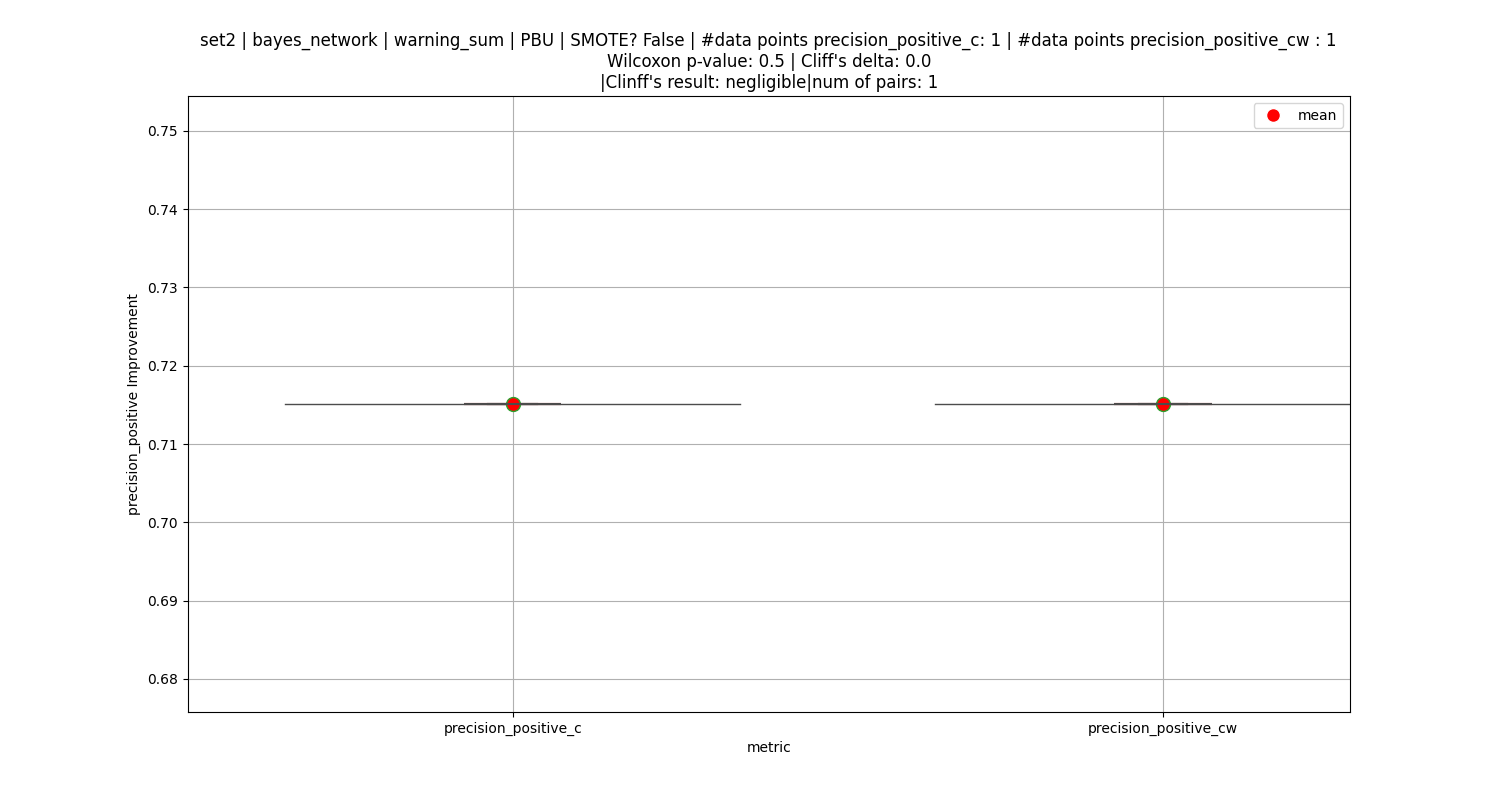 set2 | bayes_network | warning_sum | PBU | SMOTE? False | #data points precision_positive_c: 1 | #data points precision_positive_cw : 1
Wilcoxon p-value: 0.5 | Cliff's delta: 0.0
|Clinff's result: negligible|num of pairs: 1
mean
0.75
0.74
0.73
0.72
0.71
0.70
0.69
0.68
precision_positive Improvement
precision_positive_c
precision_positive_cw
metric